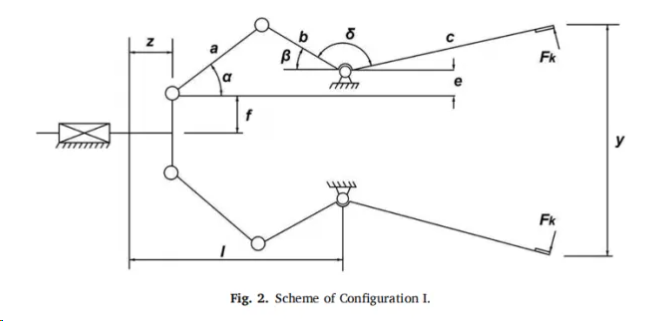 z
a
α
b
β
δ
c
Fk
e
f
y
Fk
l
Fig. 2. Scheme of Configuration I.